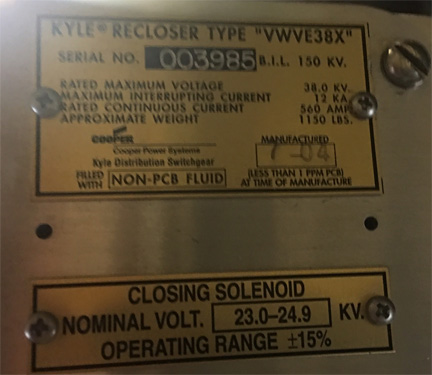 KYLE® RECLOSER TYPE "VWVE38X"
SERIAL NO. 003985 B.I.L. 150 KV.
RATED MAXIMUM VOLTAGE 38.0 KV.
MAXIMUM INTERRUPTING CURRENT 12 KA
RATED CONTINUOUS CURRENT 560 AMP
APPROXIMATE WEIGHT 1150 LBS.
COOPER
Cooper Power Systems
Kyle Distribution Switchgear
MANUFACTURED
-04
FILLED WITH NON-PCB FLUID
(LESS THAN 1 PPM PCB)
AT TIME OF MANUFACTURE
CLOSING SOLENOID
NOMINAL VOLT. 23.0-24.9 KV.
OPERATING RANGE ±15%